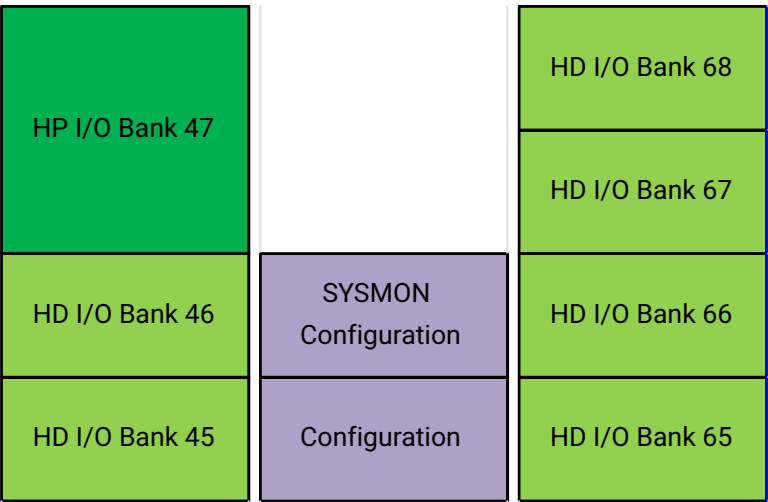 HP I/O Bank 47
HD I/O Bank 46
HD I/O Bank 45
SYSMON
Configuration
Configuration
HD I/O Bank 68
HD I/O Bank 67
HD I/O Bank 66
HD I/O Bank 65